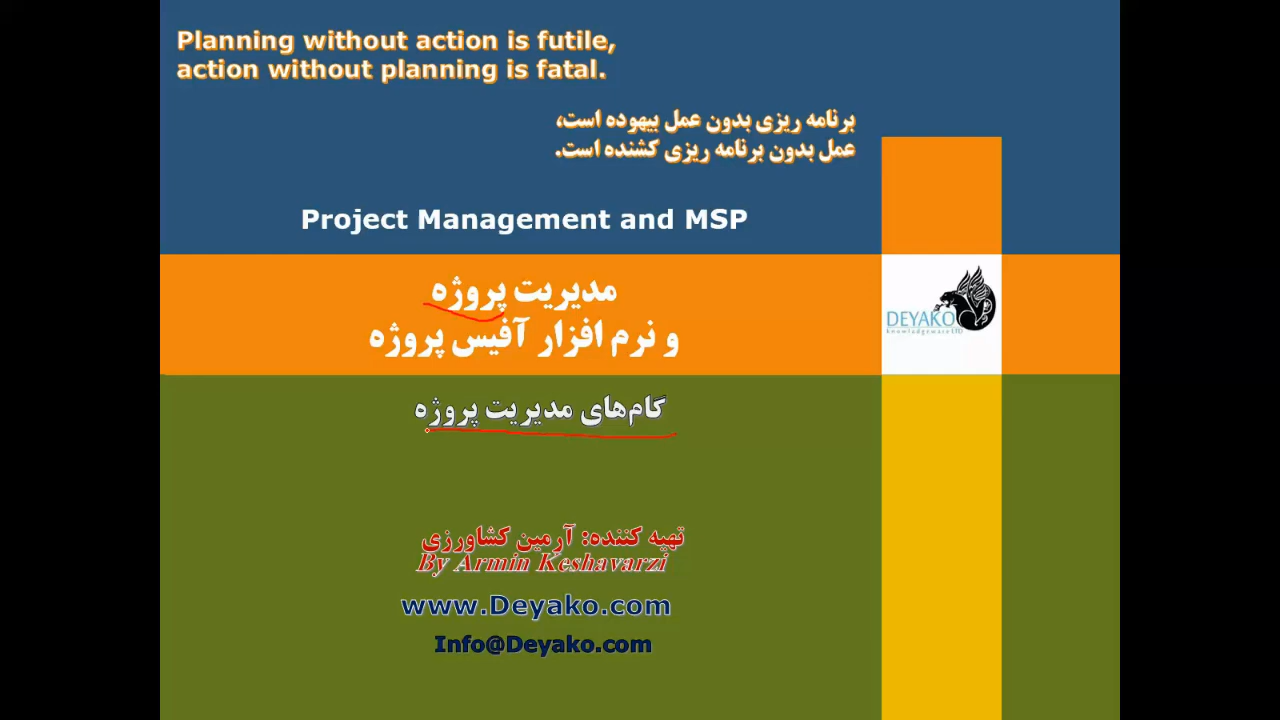 Planning without action is futile,
action without planning is fatal.
برنامه ریزی بدون عمل بیهوده است،
عمل بدون برنامه ریزی کشنده است.
Project Management and MSP
مدیریت پروژه
و نرم افزار آفیس پروژه
DEYAKO
knowledgeware LTD
گام‌های مدیریت پروژه
تهیه کننده: آرمین کشاورزی
By Armin Keshavarzi
www.Deyako.com
Info@Deyako.com